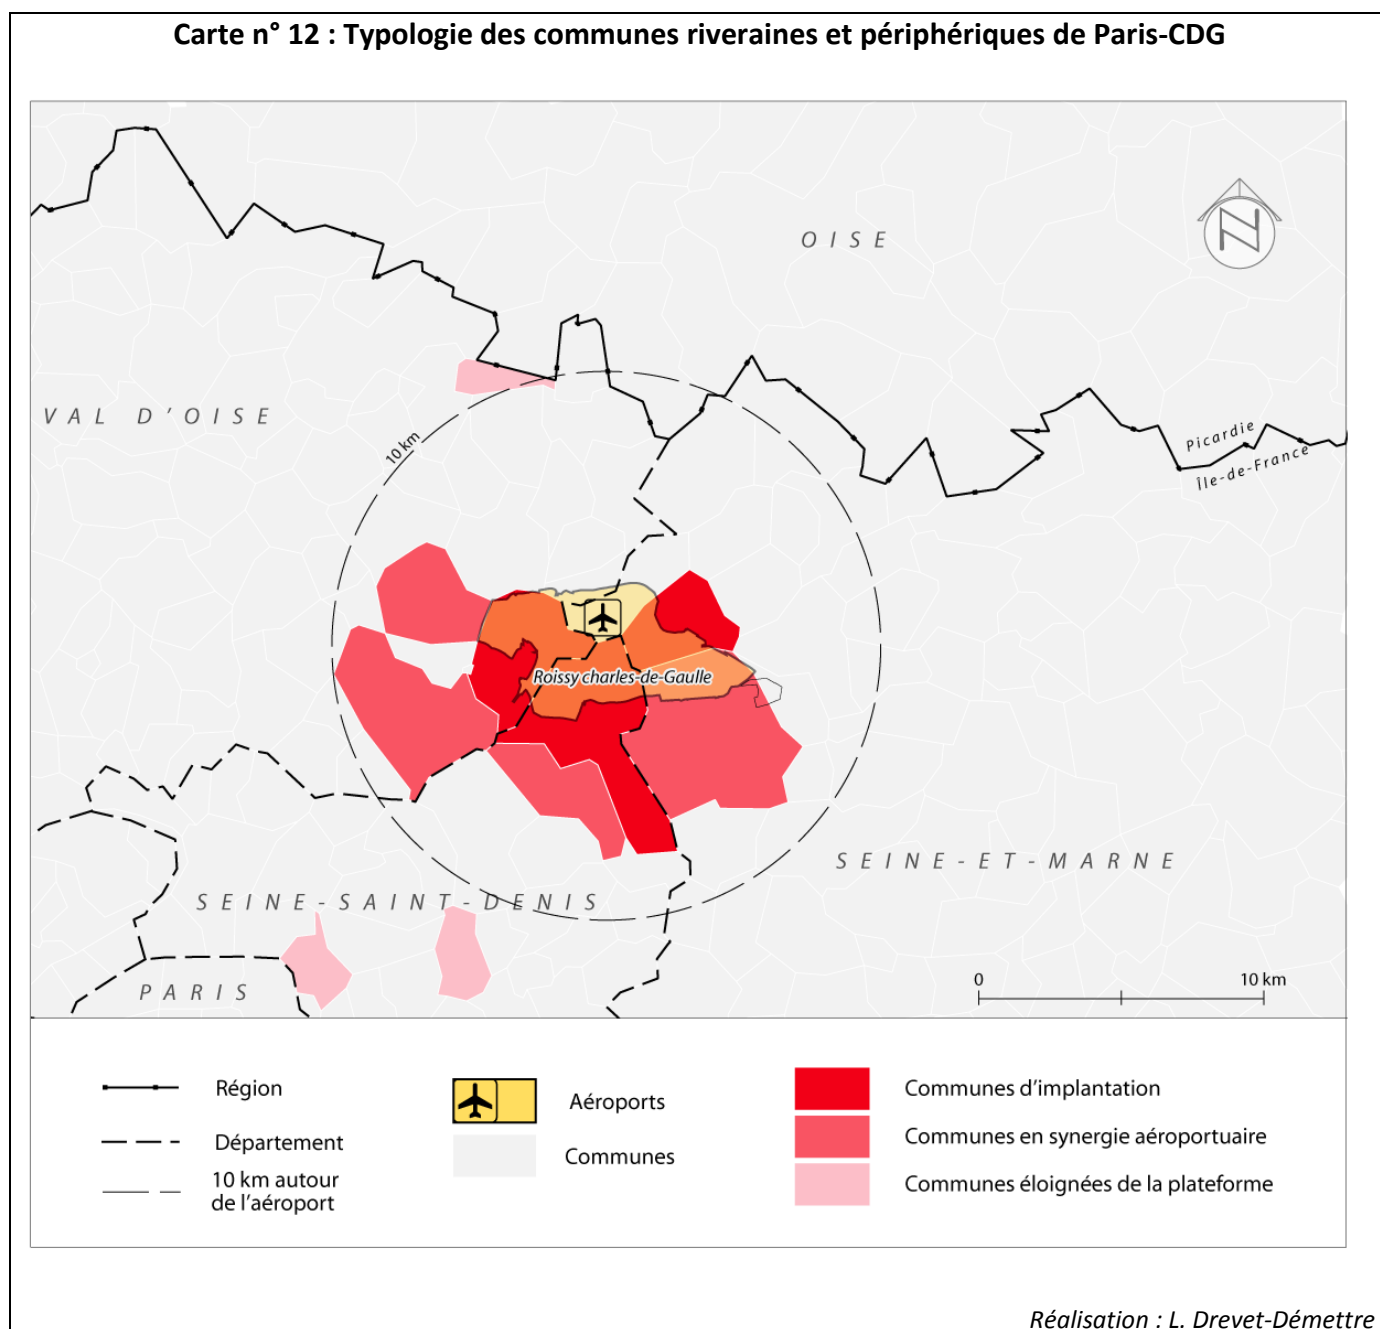 Carte n° 12 : Typologie des communes riveraines et périphériques de Paris-CDG
OISE
VAL D'OISE
10 km
Picardie
Île-de-France
Roissy charles-de-Gaulle
SEINE-ET-MARNE
SEINE-SAINT-DENIS
PARIS
0 10 km
Région
Département
10 km autour
de l'aéroport
Aéroports
Communes
Communes d'implantation
Communes en synergie aéroportuaire
Communes éloignées de la plateforme
Réalisation : L. Drevet-Démettre